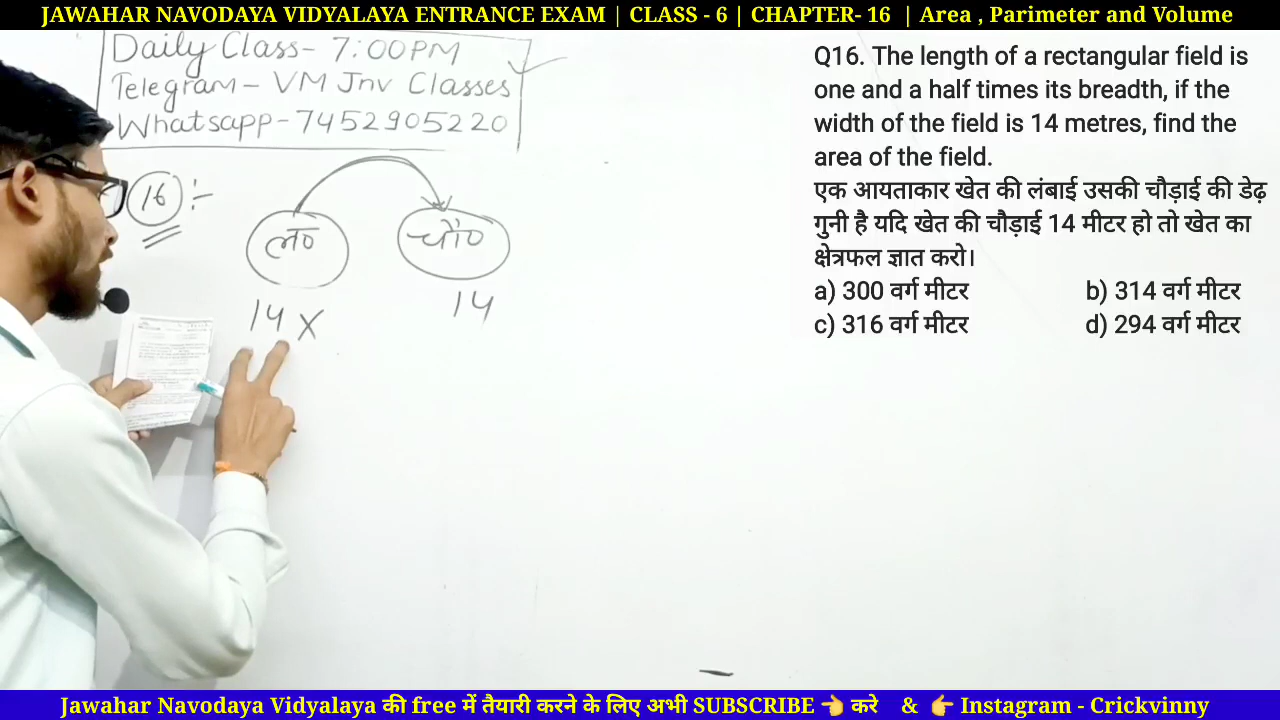 JAWAHAR NAVODAYA VIDYALAYA ENTRANCE EXAM | CLASS - 6 | CHAPTER- 16 | Area , Parimeter and Volume
Daily Class- 7:00PM
Telegram - VM Jnv Classes
Whatsapp - 7452905220
16 :-
ल० चौ०
14 X 14
Q16. The length of a rectangular field is
one and a half times its breadth, if the
width of the field is 14 metres, find the
area of the field.
एक आयताकार खेत की लंबाई उसकी चौड़ाई की डेढ़
गुनी है यदि खेत की चौड़ाई 14 मीटर हो तो खेत का
क्षेत्रफल ज्ञात करो।
a) 300 वर्ग मीटर b) 314 वर्ग मीटर
c) 316 वर्ग मीटर d) 294 वर्ग मीटर
Jawahar Navodaya Vidyalaya की free में तैयारी करने के लिए अभी SUBSCRIBE 👈 करे & 👉 Instagram - Crickvinny